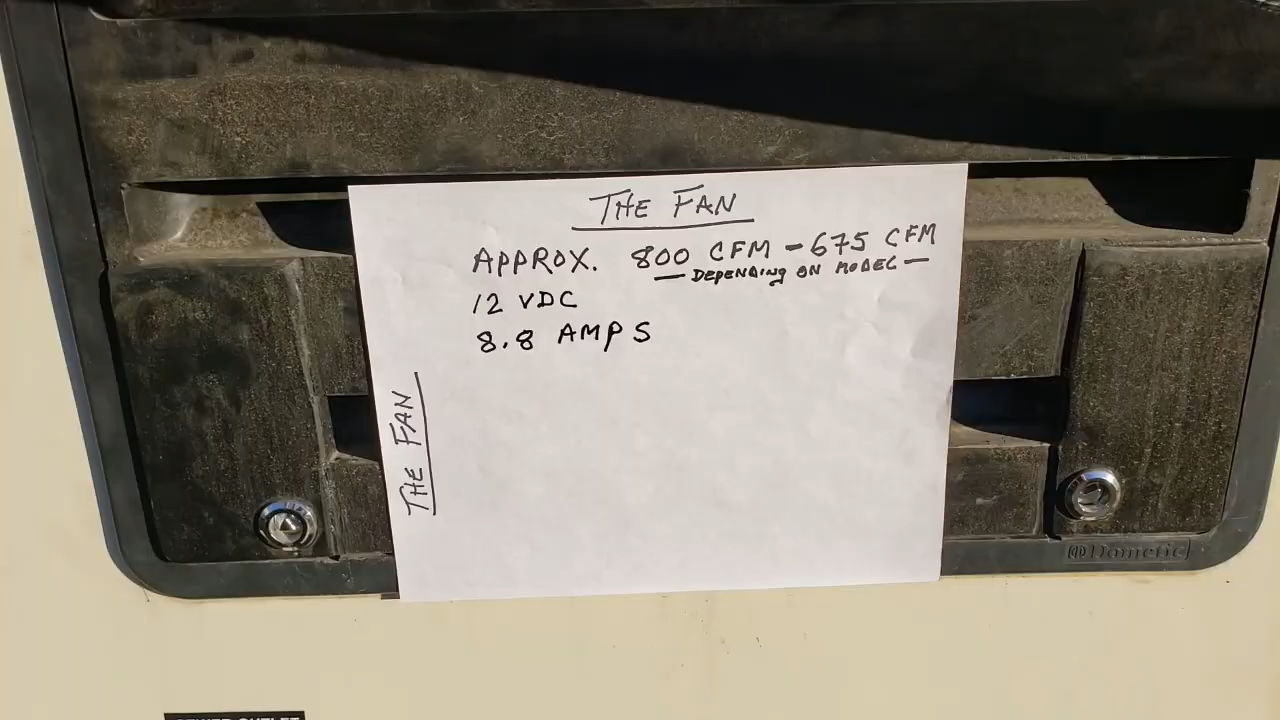 THE FAN
APPROX. 800 CFM - 675 CFM
— DEPENDING ON MODEL —
12 VDC
8.8 AMPS
THE FAN
Dometic